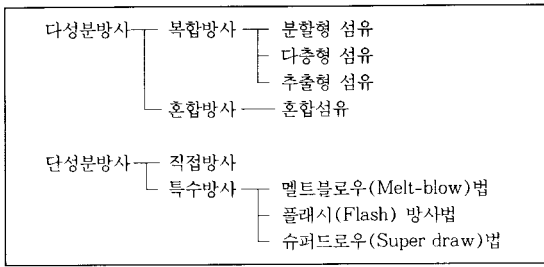 다성분방사 복합방사 분할형 섬유
다층형 섬유
추출형 섬유
혼합방사 혼합섬유
단성분방사 직접방사
특수방사 멜트블로우(Melt-blow)법
플래시(Flash) 방사법
슈퍼드로우(Super draw)법